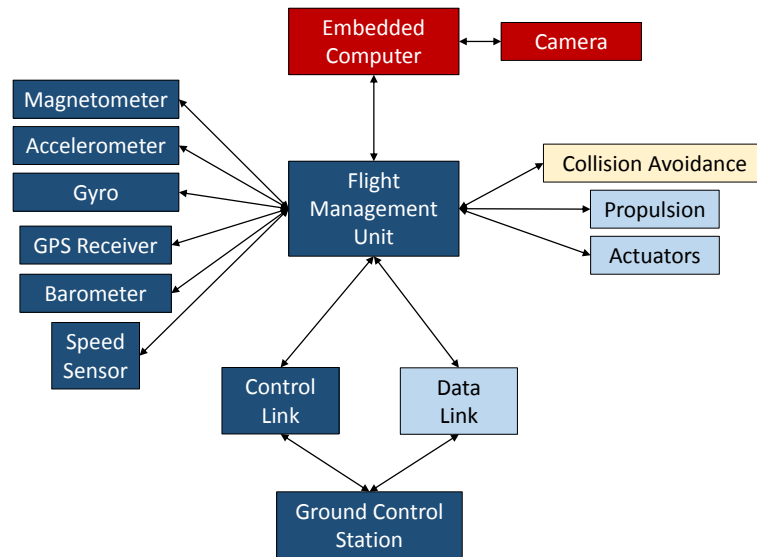 Embedded
Computer
Camera
Magnetometer
Accelerometer
Gyro
GPS Receiver
Barometer
Speed
Sensor
Flight
Management
Unit
Collision Avoidance
Propulsion
Actuators
Control
Link
Data
Link
Ground Control
Station